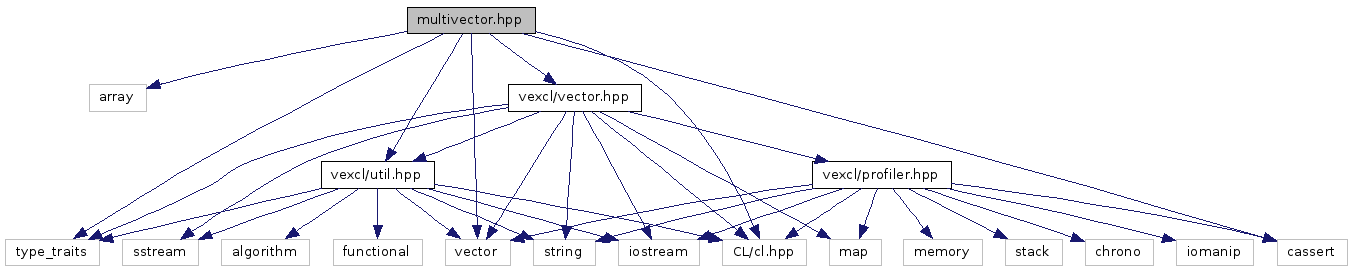 multivector.hpp
array
vexcl/vector.hpp
vexcl/util.hpp
vexcl/profiler.hpp
type_traits
sstream
algorithm
functional
vector
string
iostream
CL/cl.hpp
map
memory
stack
chrono
iomanip
cassert